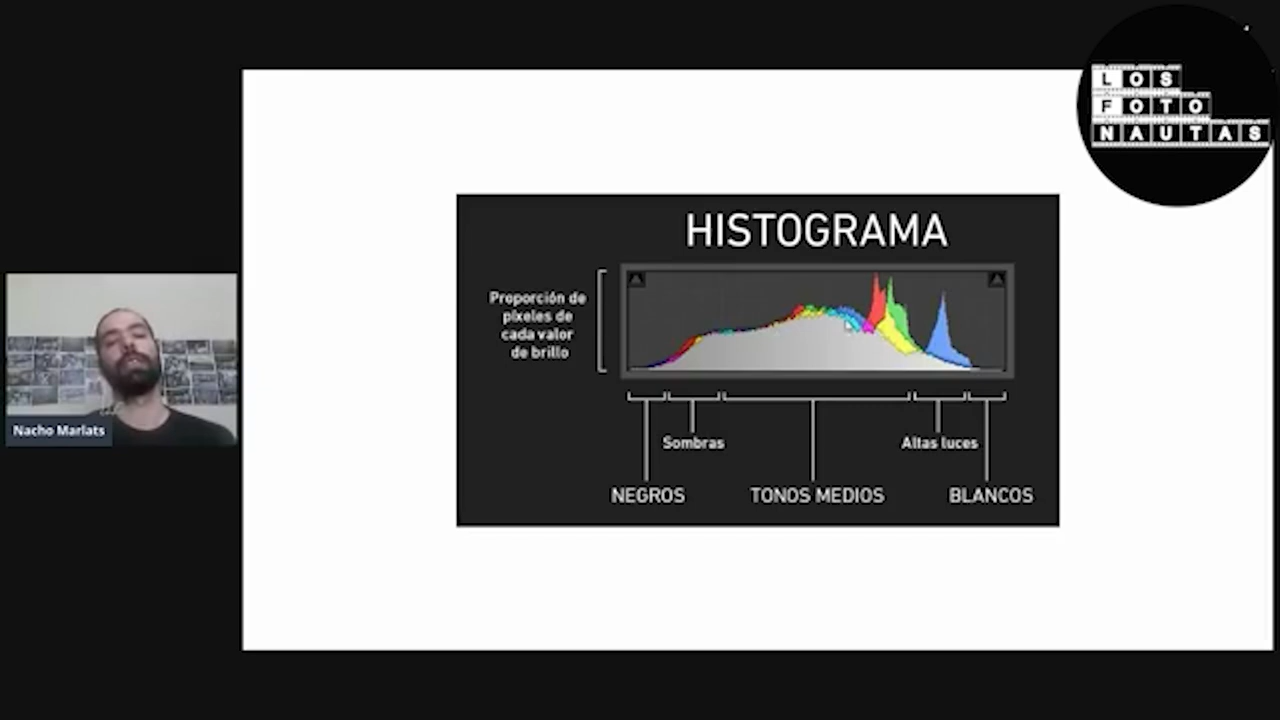 LOS
FOTO
NAUTAS
HISTOGRAMA
Proporción de
píxeles de
cada valor
de brillo
Sombras
Altas luces
NEGROS
TONOS MEDIOS
BLANCOS
Nacho Marlats